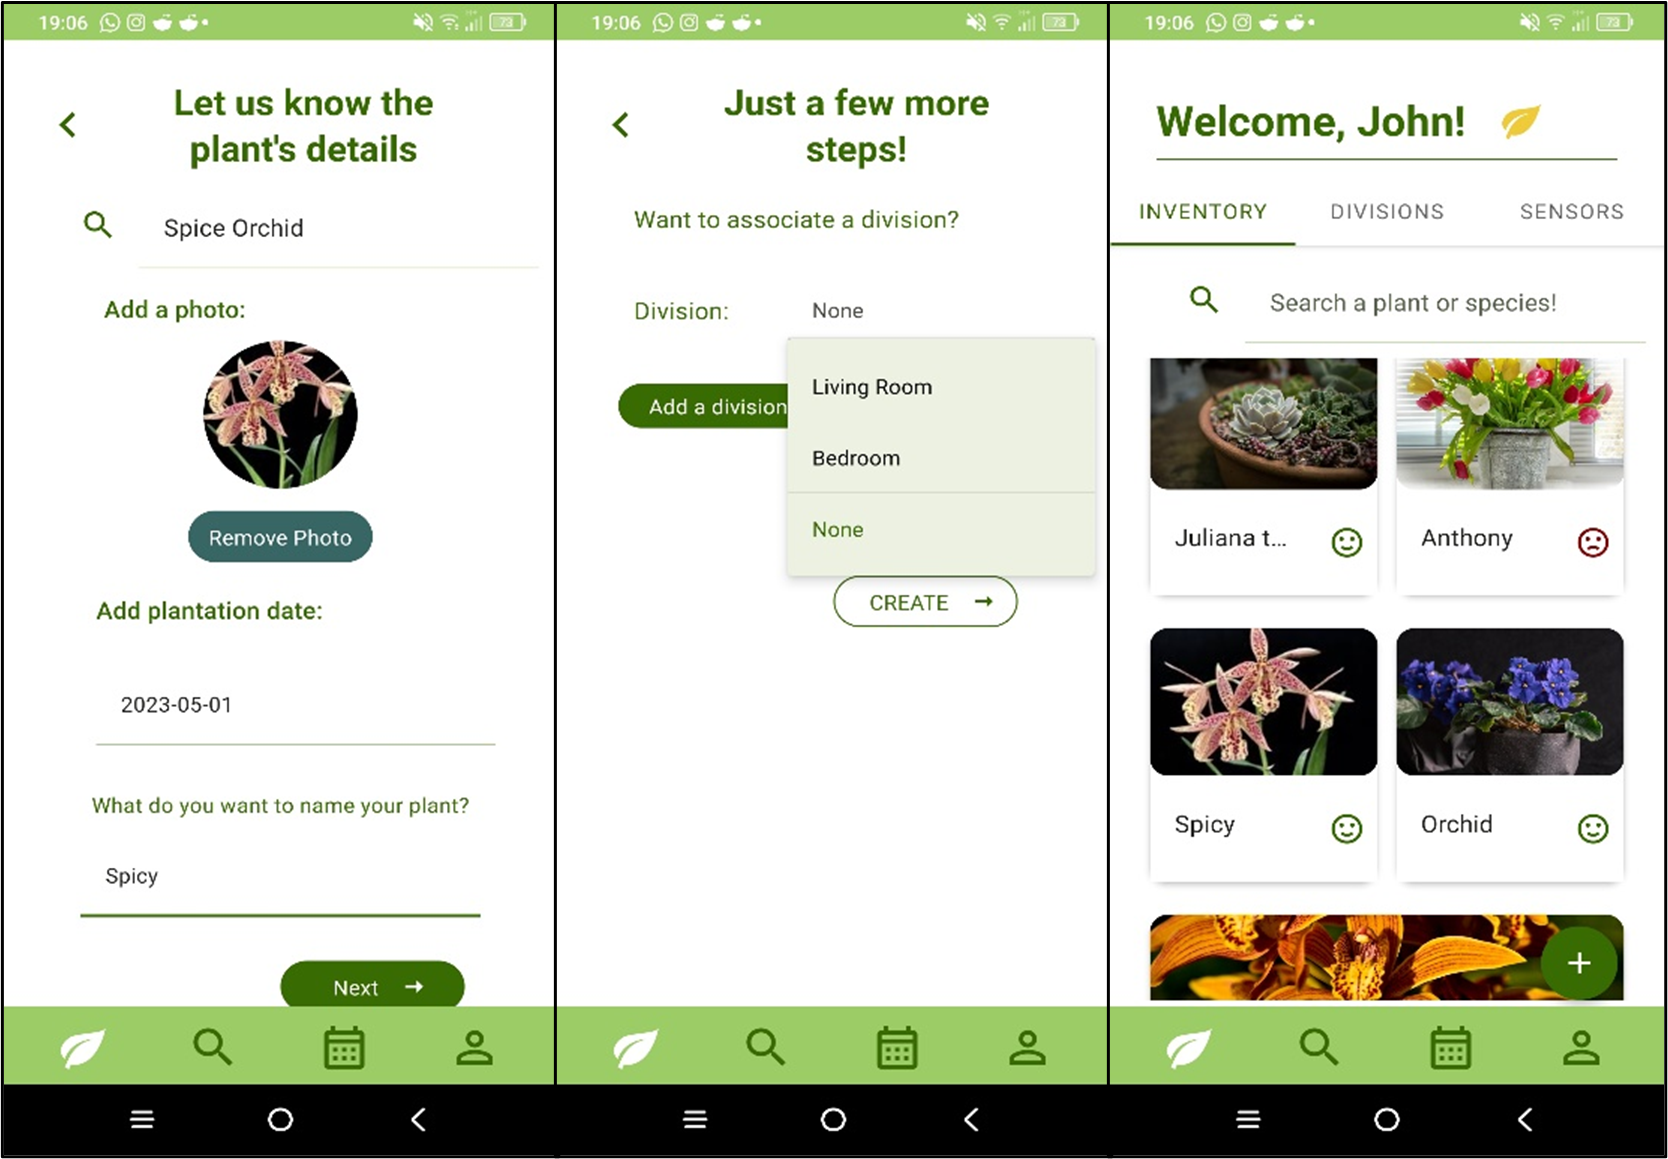 19:06
73
Let us know the
plant's details
Spice Orchid
Add a photo:
Remove Photo
Add plantation date:
2023-05-01
What do you want to name your plant?
Spicy
Next
19:06
73
Just a few more
steps!
Want to associate a division?
Division:
None
Living Room
Add a division
Bedroom
None
CREATE
19:06
73
Welcome, John!
INVENTORY
DIVISIONS
SENSORS
Search a plant or species!
Juliana t...
Anthony
Spicy
Orchid